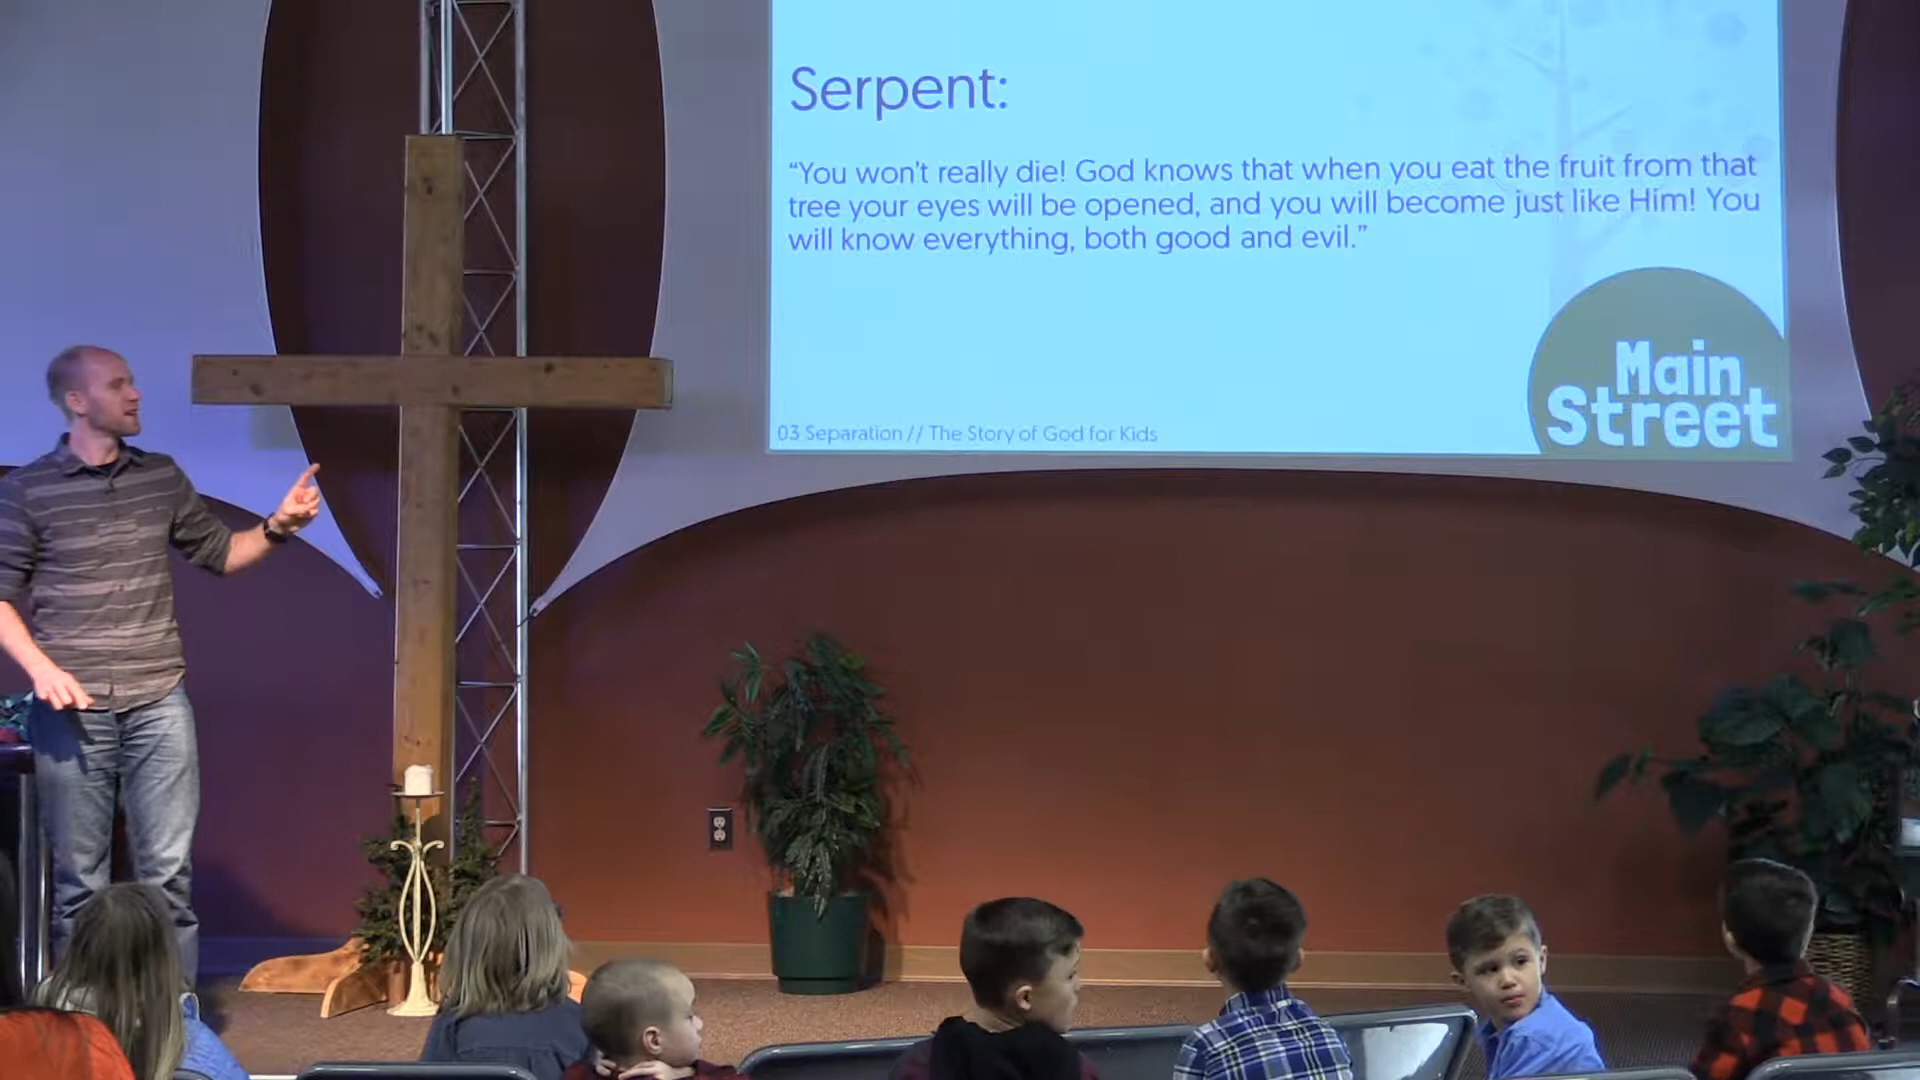 Serpent:
“You won't really die! God knows that when you eat the fruit from that
tree your eyes will be opened, and you will become just like Him! You
will know everything, both good and evil.”
Main
Street
03 Separation // The Story of God for Kids